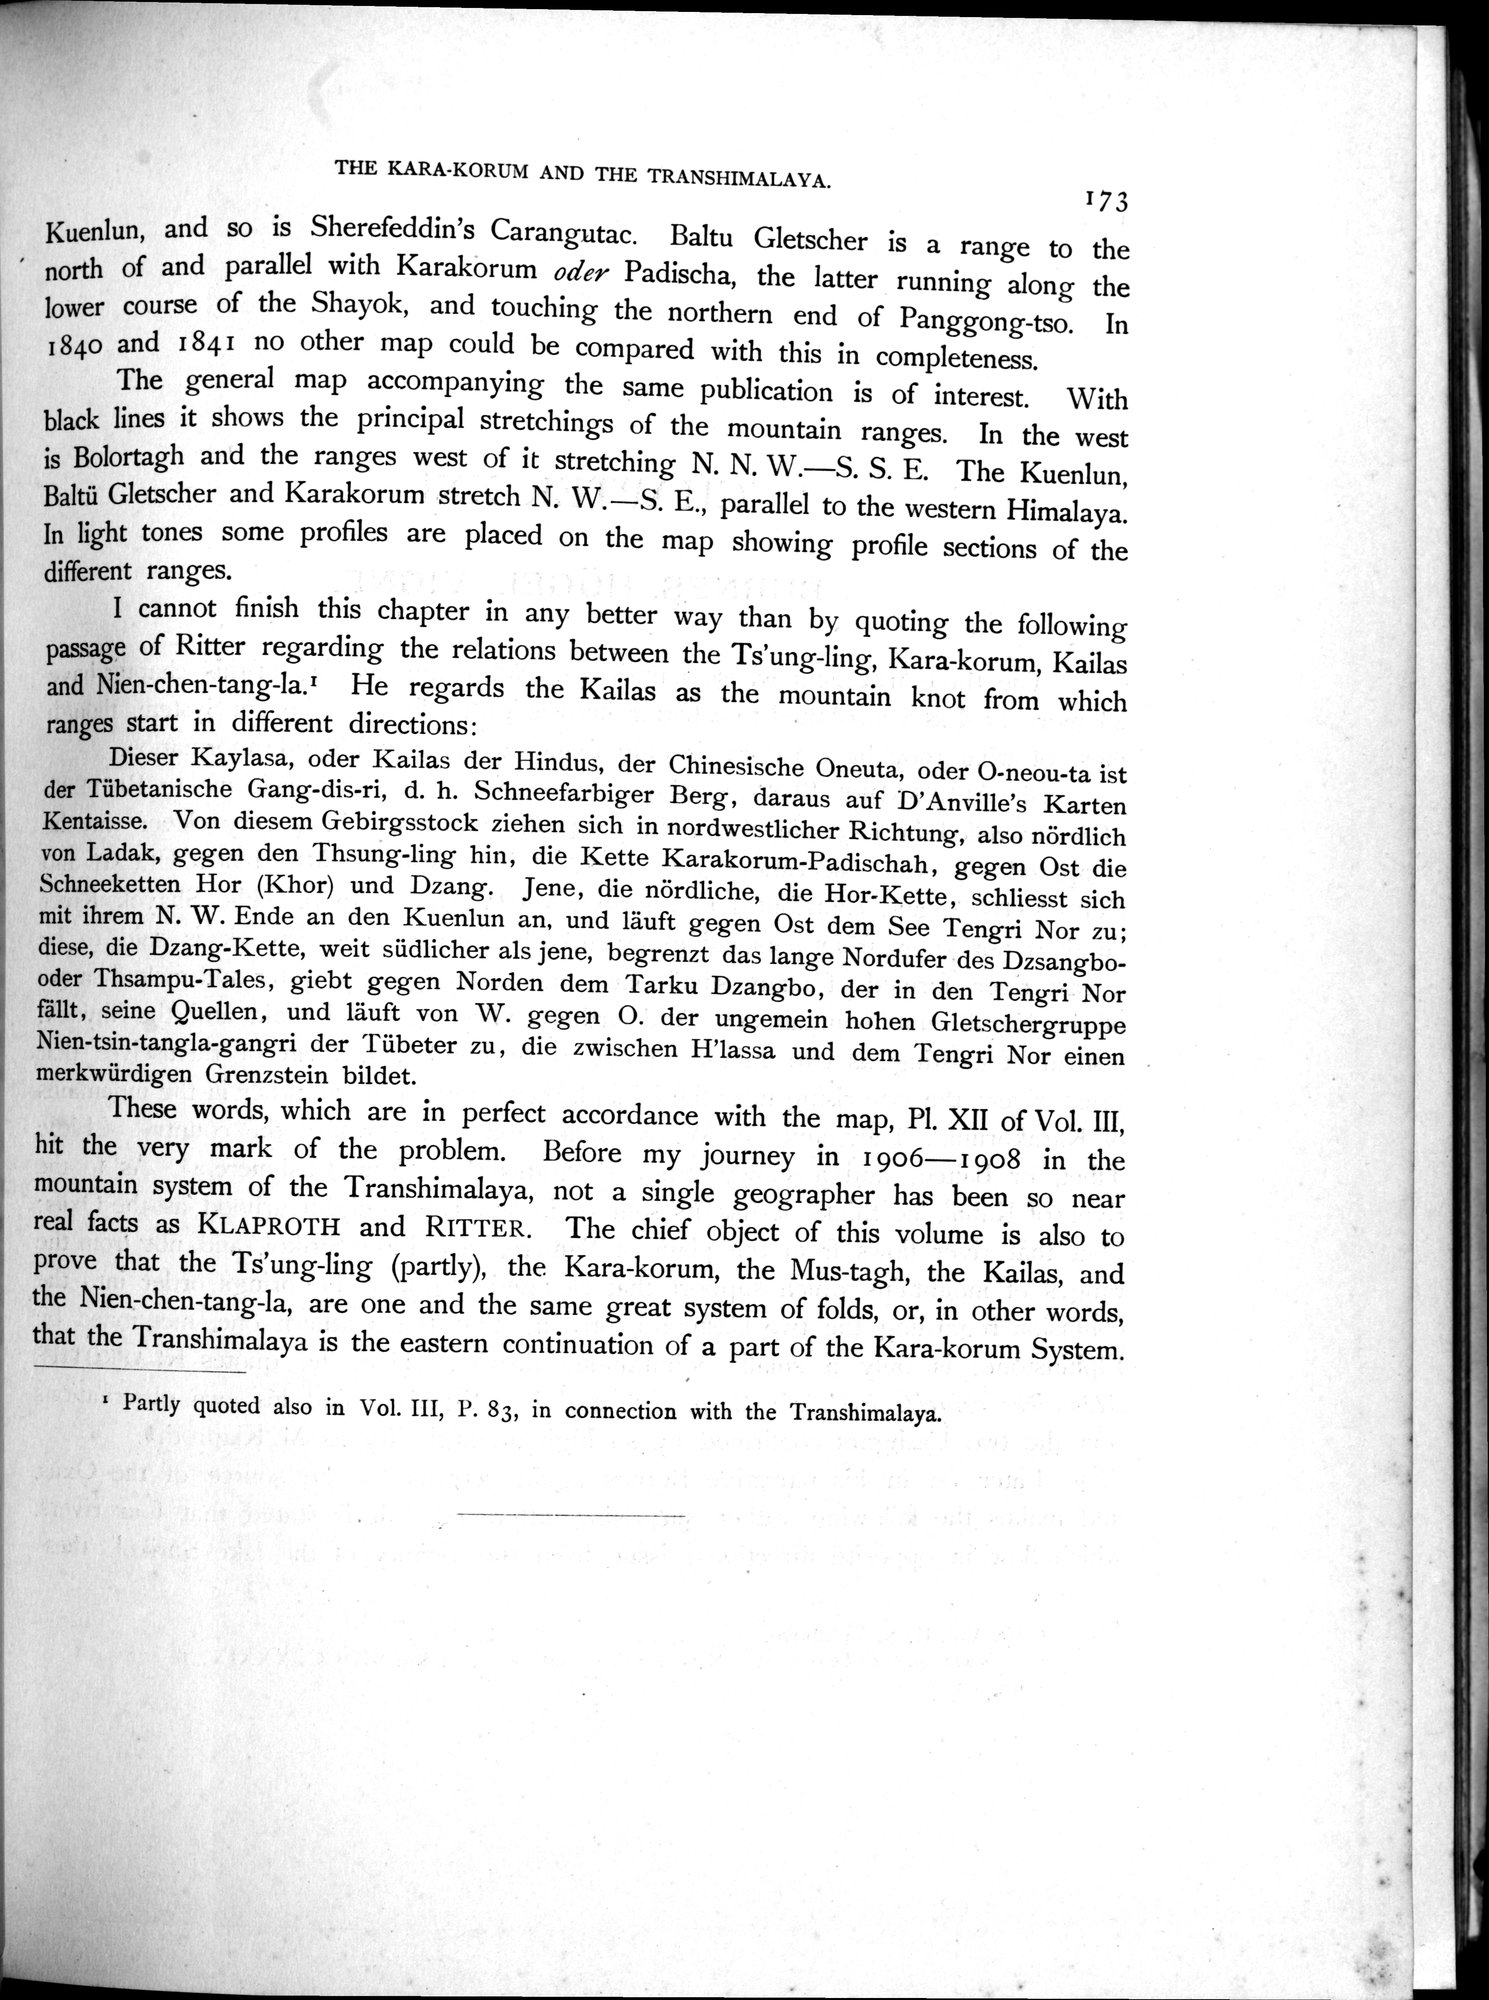 THE KARA-KORUM AND THE TRANSHIMALAYA.
173
Kuenlun, and so is Sherefeddin's Carangutac. Baltu Gletscher is a range to the
north of and parallel with Karakorum oder Padischa, the latter running along the
lower course of the Shayok, and touching the northern end of Panggong-tso. In
1840 and 1841 no other map could be compared with this in completeness.
The general map accompanying the same publication is of interest. With
black lines it shows the principal stretchings of the mountain ranges. In the west
is Bolortagh and the ranges west of it stretching N. N. W.—S. S. E. The Kuenlun,
Baltü Gletscher and Karakorum stretch N. W.—S. E., parallel to the western Himalaya.
In light tones some profiles are placed on the map showing profile sections of the
different ranges.
I cannot finish this chapter in any better way than by quoting the following
passage of Ritter regarding the relations between the Ts'ung-ling, Kara-korum, Kailas
and Nien-chen-tang-la.¹ He regards the Kailas as the mountain knot from which
ranges start in different directions:
Dieser Kaylasa, oder Kailas der Hindus, der Chinesische Oneuta, oder O-neou-ta ist
der Tübetanische Gang-dis-ri, d. h. Schneefarbiger Berg, daraus auf D'Anville's Karten
Kentaisse. Von diesem Gebirgsstock ziehen sich in nordwestlicher Richtung, also nördlich
von Ladak, gegen den Thsung-ling hin, die Kette Karakorum-Padischah, gegen Ost die
Schneeketten Hor (Khor) und Dzang. Jene, die nördliche, die Hor-Kette, schliesst sich
mit ihrem N. W. Ende an den Kuenlun an, und läuft gegen Ost dem See Tengri Nor zu;
diese, die Dzang-Kette, weit südlicher als jene, begrenzt das lange Nordufer des Dzsangbo-
oder Thsampu-Tales, giebt gegen Norden dem Tarku Dzangbo, der in den Tengri Nor
fällt, seine Quellen, und läuft von W. gegen O. der ungemein hohen Gletschergruppe
Nien-tsin-tangla-gangri der Tübeter zu, die zwischen H'lassa und dem Tengri Nor einen
merkwürdigen Grenzstein bildet.
These words, which are in perfect accordance with the map, Pl. XII of Vol. III,
hit the very mark of the problem. Before my journey in 1906—1908 in the
mountain system of the Transhimalaya, not a single geographer has been so near
real facts as KLAPROTH and RITTER. The chief object of this volume is also to
prove that the Ts'ung-ling (partly), the Kara-korum, the Mus-tagh, the Kailas, and
the Nien-chen-tang-la, are one and the same great system of folds, or, in other words,
that the Transhimalaya is the eastern continuation of a part of the Kara-korum System.
¹ Partly quoted also in Vol. III, P. 83, in connection with the Transhimalaya.